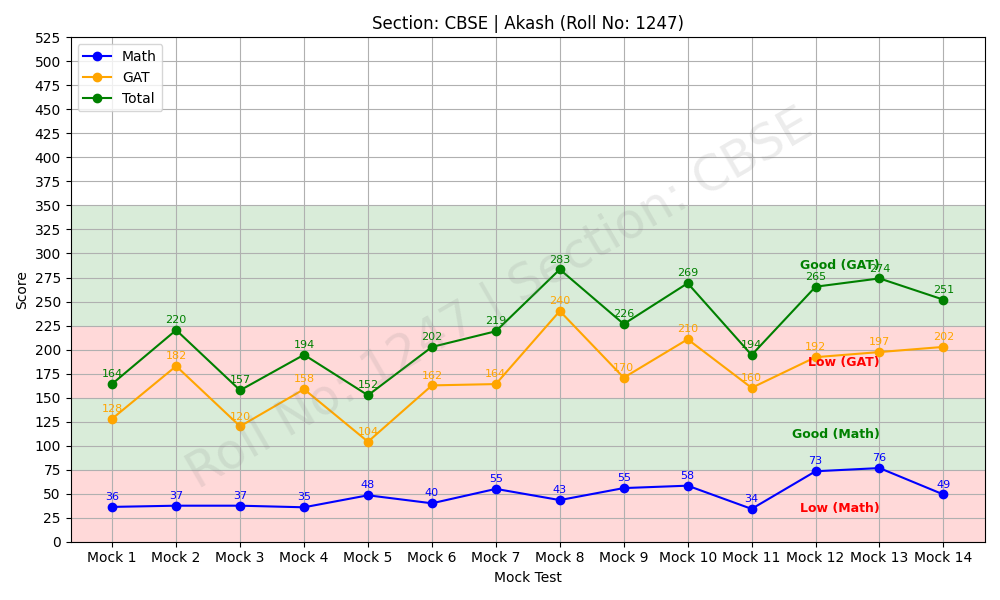 Section: CBSE | Akash (Roll No: 1247)
Math
GAT
Total
Score
525
500
475
450
425
400
375
350
325
300
275
250
225
200
175
150
125
100
75
50
25
0
Roll No: 1247 | Section: CBSE
Good (GAT)
Low (GAT)
Good (Math)
Low (Math)
164 220 157 194 152 202 219 283 226 269 194 265 274 251
128 182 120 158 104 162 164 240 170 210 160 192 197 202
36 37 37 35 48 40 55 43 55 58 34 73 76 49
Mock 1 Mock 2 Mock 3 Mock 4 Mock 5 Mock 6 Mock 7 Mock 8 Mock 9 Mock 10 Mock 11 Mock 12 Mock 13 Mock 14
Mock Test